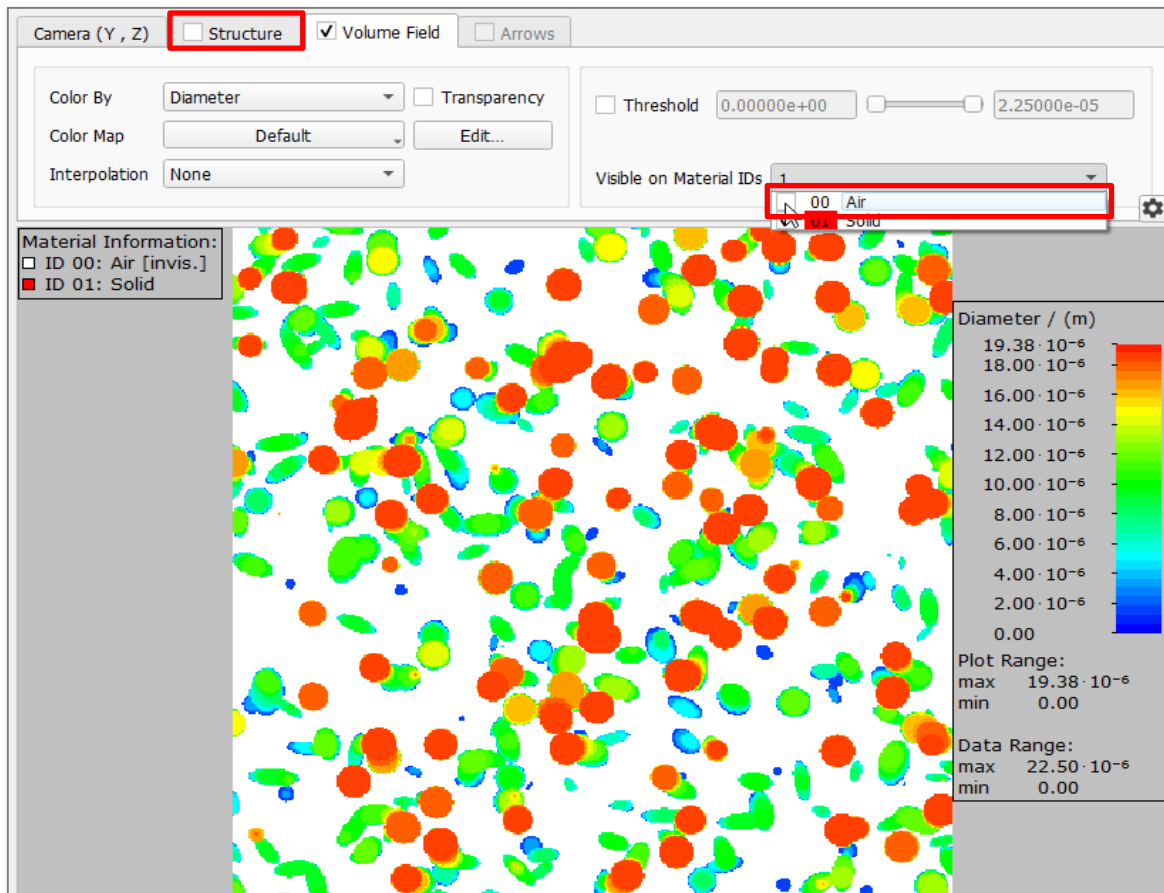 Camera (Y , Z) Structure Volume Field Arrows
Color By Diameter Transparency
Threshold 0.00000e+00 2.25000e-05
Color Map Default Edit...
Interpolation None
Visible on Material IDs 1
00 Air
01 Solid
Material Information:
ID 00: Air [invis.]
ID 01: Solid
Diameter / (m)
19.38·10⁻⁶
18.00·10⁻⁶
16.00·10⁻⁶
14.00·10⁻⁶
12.00·10⁻⁶
10.00·10⁻⁶
8.00·10⁻⁶
6.00·10⁻⁶
4.00·10⁻⁶
2.00·10⁻⁶
0.00
Plot Range:
max 19.38·10⁻⁶
min 0.00
Data Range:
max 22.50·10⁻⁶
min 0.00